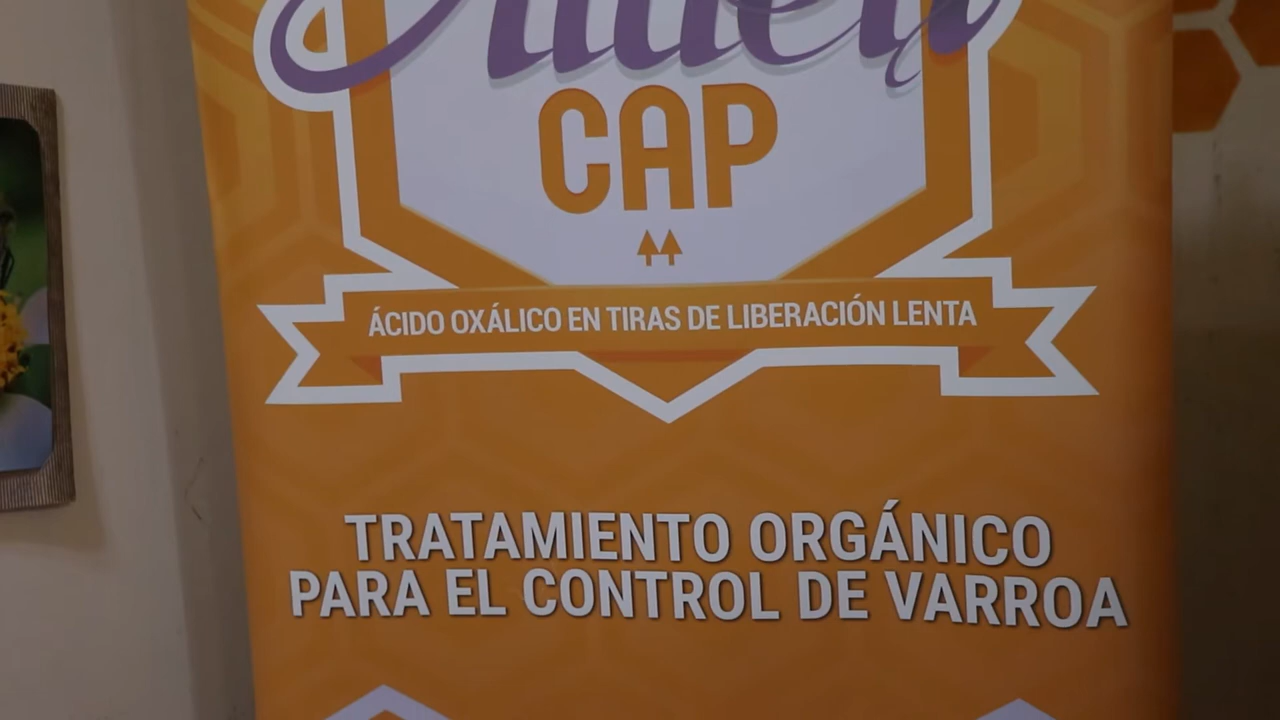 CAP
ÁCIDO OXÁLICO EN TIRAS DE LIBERACIÓN LENTA
TRATAMIENTO ORGÁNICO
PARA EL CONTROL DE VARROA